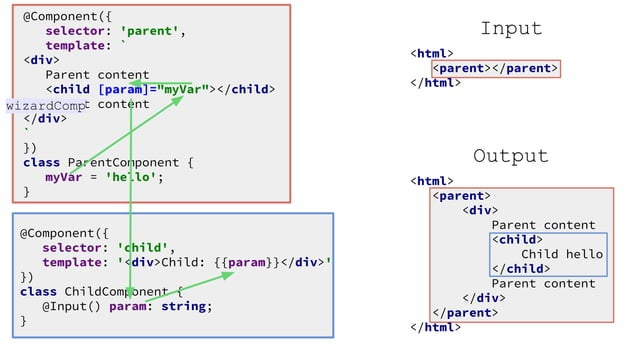 @Component({
selector: 'parent',
template: `
<div>
Parent content
<child [param]="myVar"></child>
wizardComp t content
</div>
`
})
class ParentComponent {
myVar = 'hello';
}
@Component({
selector: 'child',
template: '<div>Child: {{param}}</div>'
})
class ChildComponent {
@Input() param: string;
}
Input
<html>
<parent></parent>
</html>
Output
<html>
<parent>
<div>
Parent content
<child>
Child hello
</child>
Parent content
</div>
</parent>
</html>